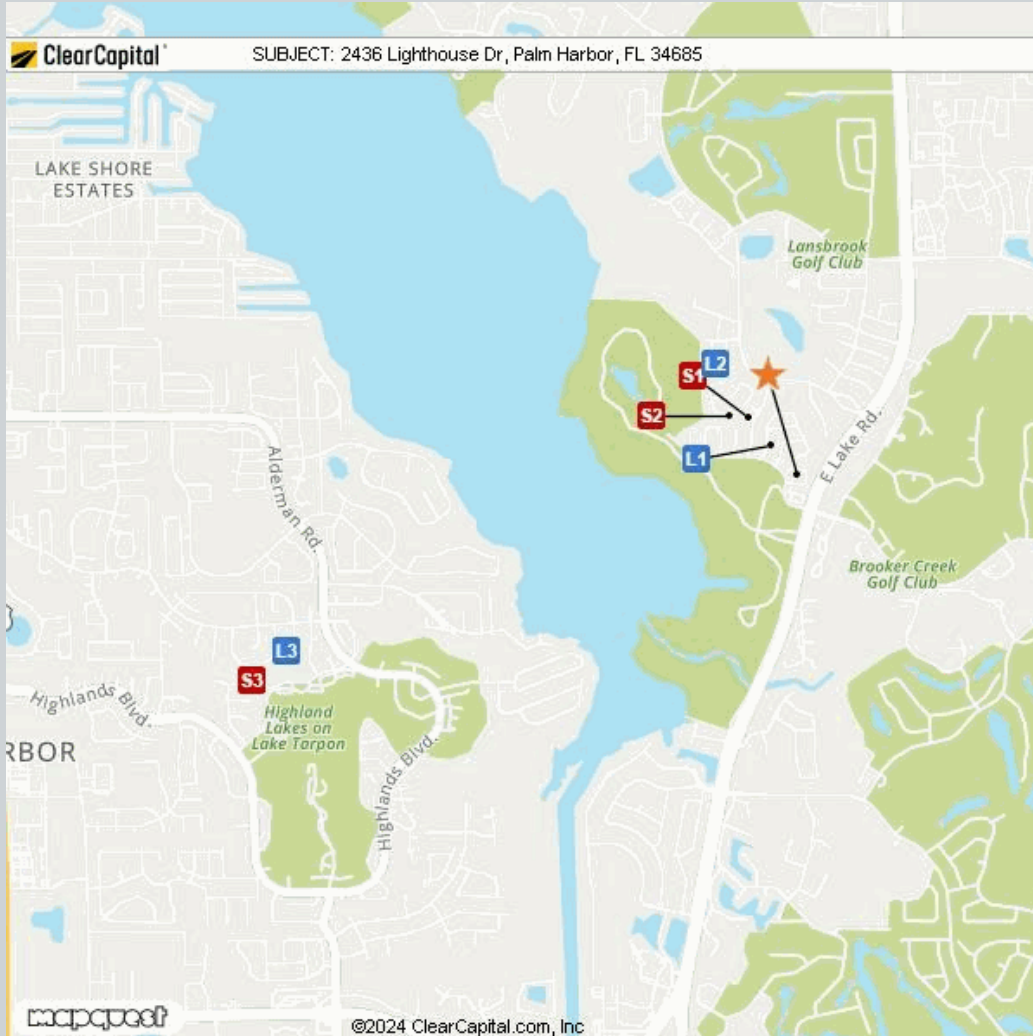 ClearCapital
SUBJECT: 2436 Lighthouse Dr, Palm Harbor, FL 34685
LAKE SHORE
ESTATES
Lansbrook
Golf Club
L2
S1
S2
L1
E Lake Rd.
Alderman Rd.
Brooker Creek
Golf Club
L3
S3
Highlands Blvd.
Highland
Lakes on
Lake Tarpon
RBOR
Highlands Blvd.
mapquest
©2024 ClearCapital.com, Inc